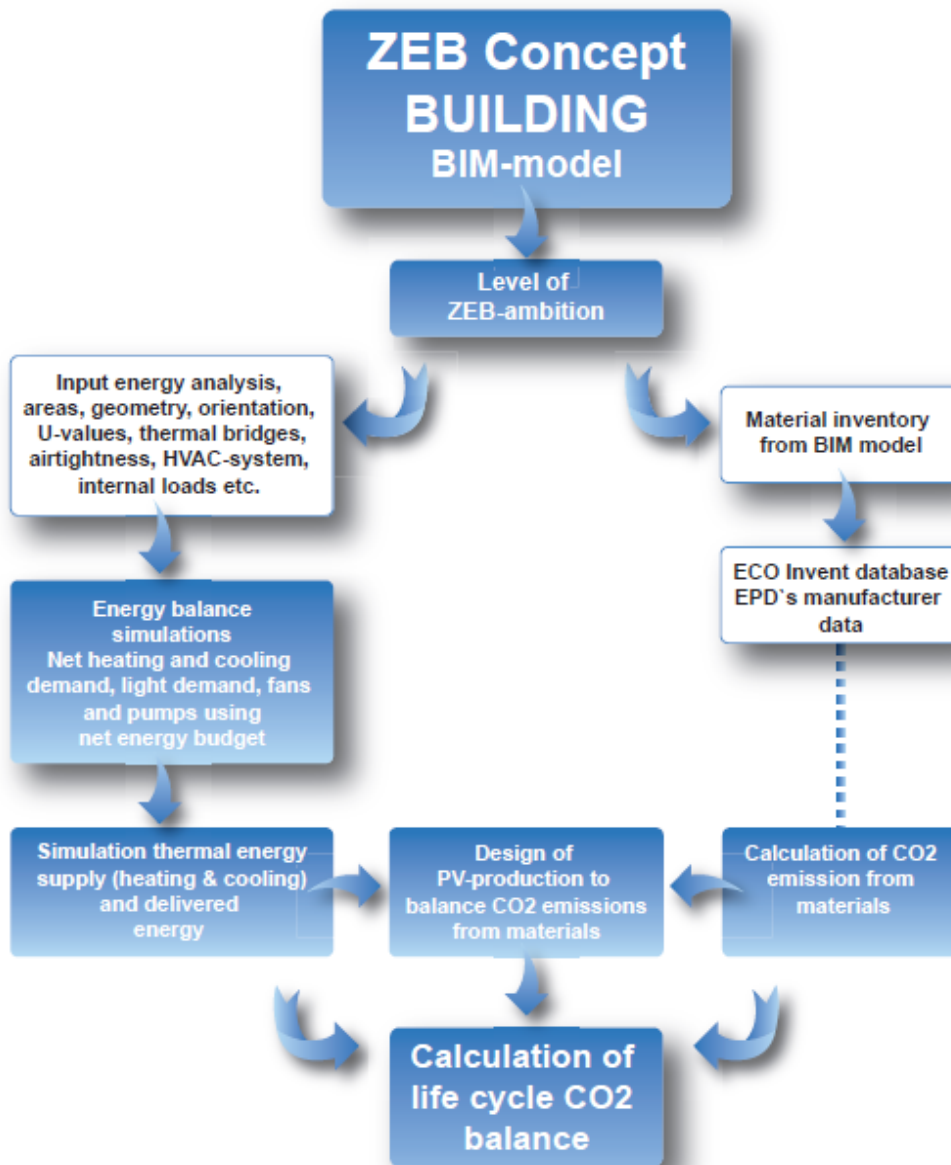 ZEB Concept
BUILDING
BIM-model
Level of
ZEB-ambition
Input energy analysis,
areas, geometry, orientation,
U-values, thermal bridges,
airtightness, HVAC-system,
internal loads etc.
Material inventory
from BIM model
ECO Invent database
EPD`s manufacturer
data
Energy balance
simulations
Net heating and cooling
demand, light demand, fans
and pumps using
net energy budget
Simulation thermal energy
supply (heating & cooling)
and delivered
energy
Design of
PV-production to
balance CO2 emissions
from materials
Calculation of CO2
emission from
materials
Calculation of
life cycle CO2
balance